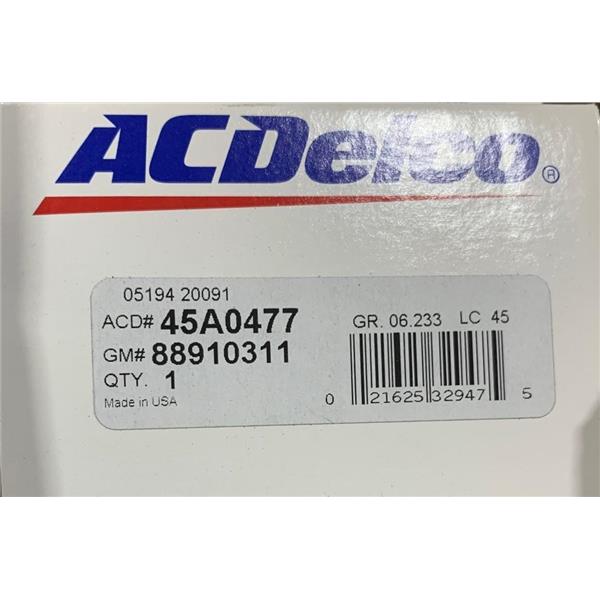 ACDelco®
05194 20091
ACD# 45A0477
GM# 88910311
QTY. 1
Made in USA
GR. 06.233 LC 45
0 21625 32947 5